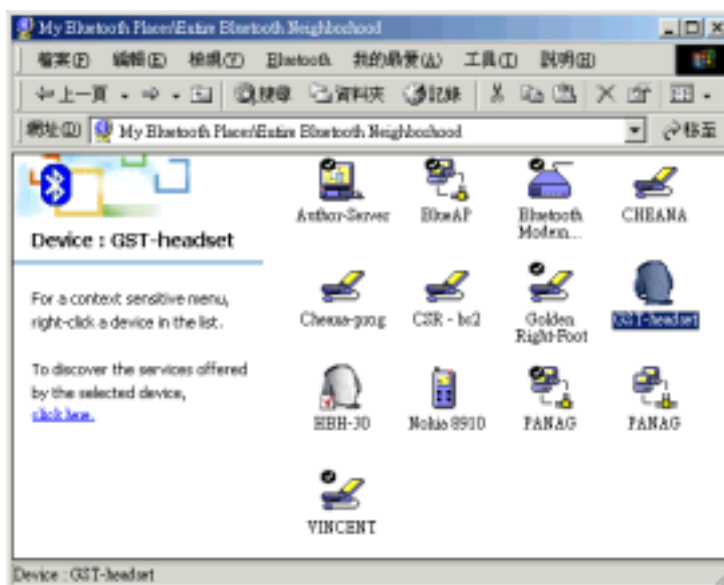 My Bluetooth Places\Entire Bluetooth Neighborhood
檔案(F) 編輯(E) 檢視(V) Bluetooth 我的最愛(A) 工具(T) 說明(H)
上一頁 搜尋 資料夾 記錄
網址(D) My Bluetooth Places\Entire Bluetooth Neighborhood 移至
Device : GST-headset
For a context sensitive menu,
right-click a device in the list.
To discover the services offered
by the selected device,
click here.
Author-Server BlueAP Bluetooth CHEANA
Modem...
Cheana-prog CSR - bc2 Golden GST-headset
Right-Foot
HBH-30 Nokia 8910 PANAG PANAG
VINCENT
Device : GST-headset